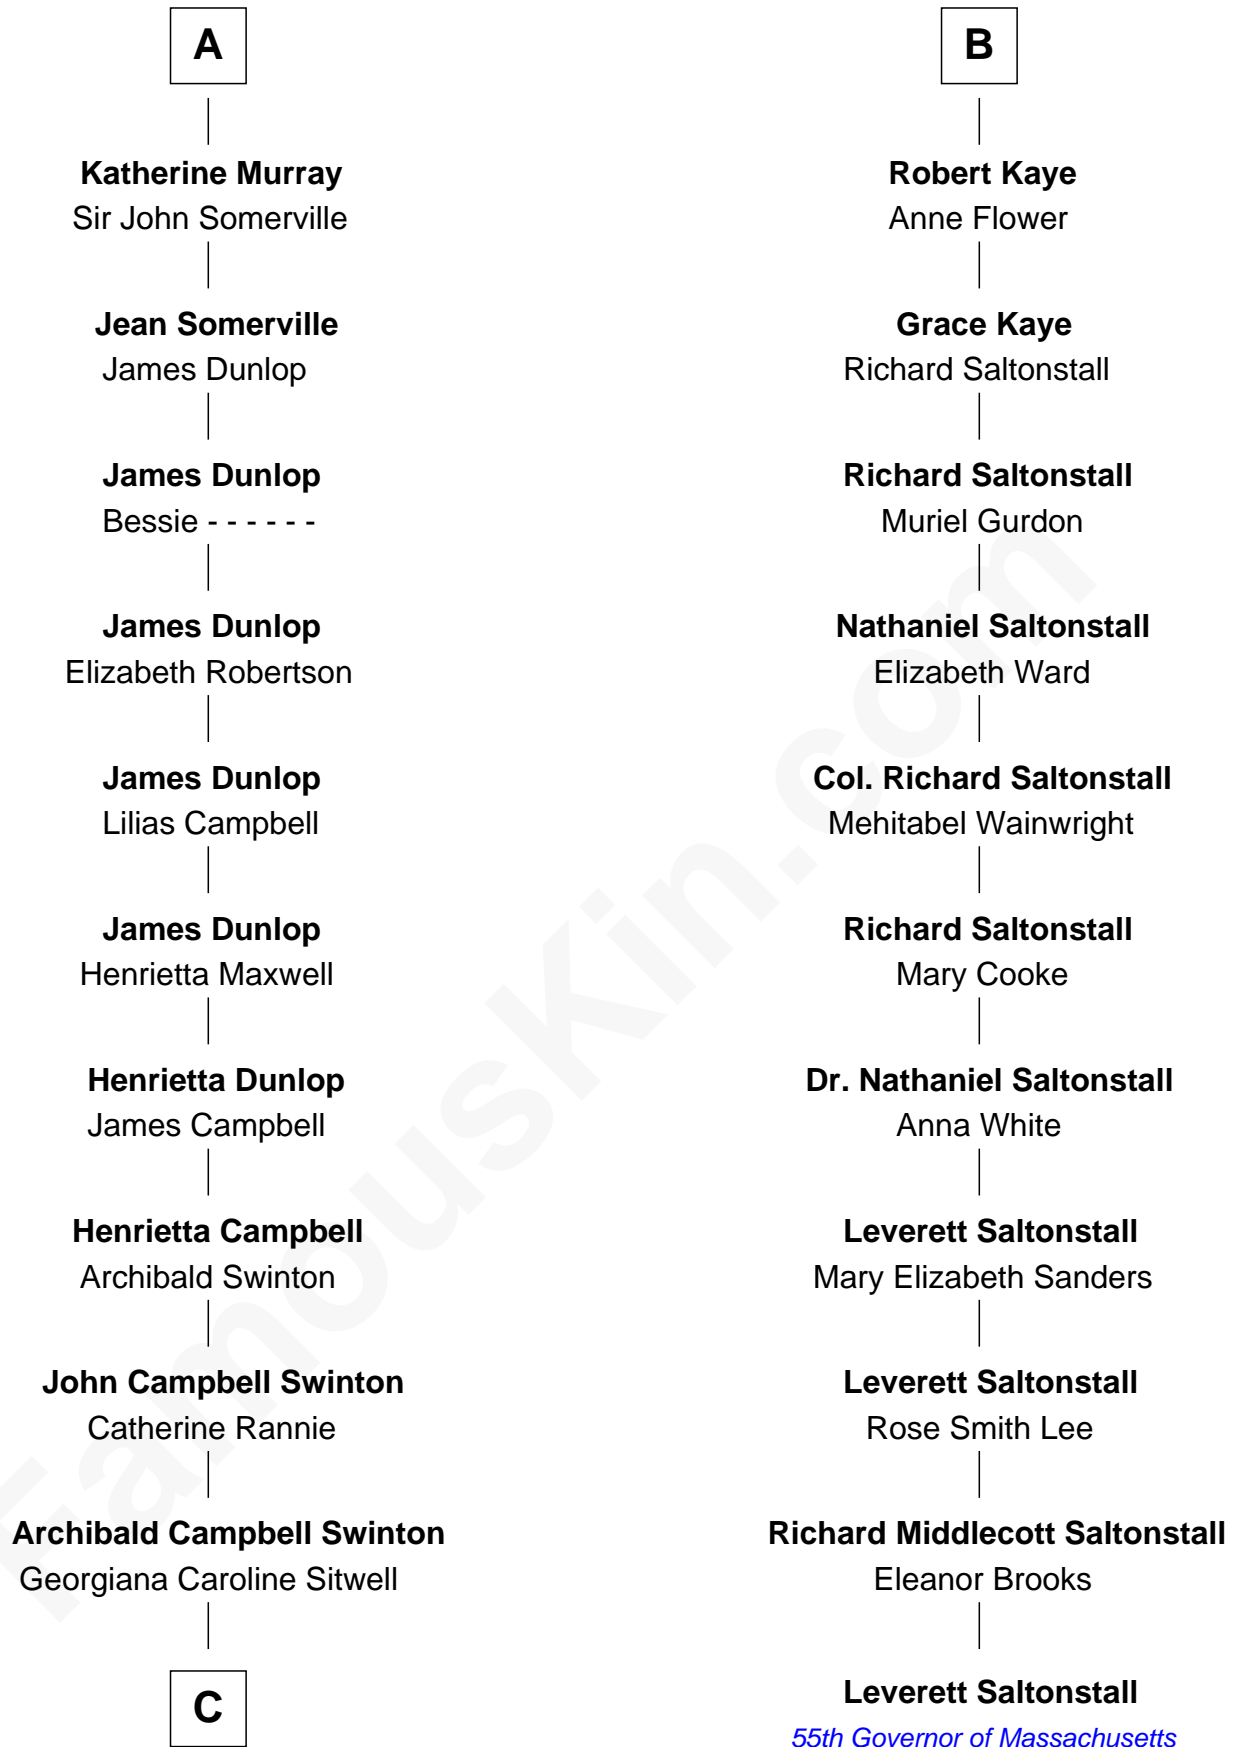 A
Katherine Murray
Sir John Somerville
Jean Somerville
James Dunlop
James Dunlop
Bessie - - - - - -
James Dunlop
Elizabeth Robertson
James Dunlop
Lilias Campbell
James Dunlop
Henrietta Maxwell
Henrietta Dunlop
James Campbell
Henrietta Campbell
Archibald Swinton
John Campbell Swinton
Catherine Rannie
Archibald Campbell Swinton
Georgiana Caroline Sitwell
C
B
Robert Kaye
Anne Flower
Grace Kaye
Richard Saltonstall
Richard Saltonstall
Muriel Gurdon
Nathaniel Saltonstall
Elizabeth Ward
Col. Richard Saltonstall
Mehitabel Wainwright
Richard Saltonstall
Mary Cooke
Dr. Nathaniel Saltonstall
Anna White
Leverett Saltonstall
Mary Elizabeth Sanders
Leverett Saltonstall
Rose Smith Lee
Richard Middlecott Saltonstall
Eleanor Brooks
Leverett Saltonstall
55th Governor of Massachusetts
FamousKin.com